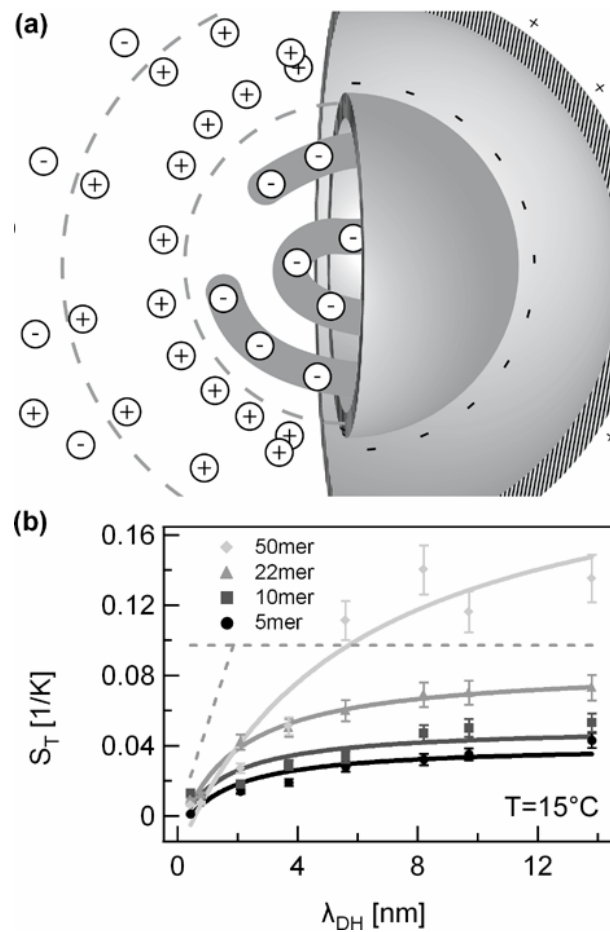 (a)
(b)
0.16
0.12
0.08
0.04
0
S_T [1/K]
50mer
22mer
10mer
5mer
T=15°C
0 4 8 12
λ_DH [nm]